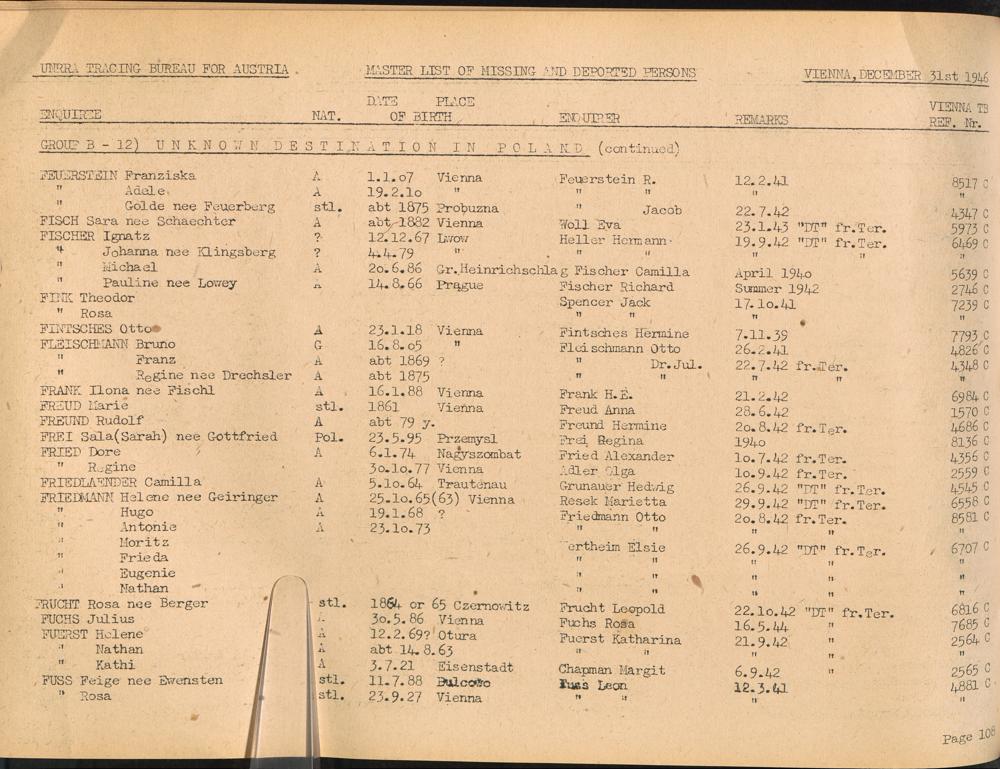 UNRRA TRACING BUREAU FOR AUSTRIA MASTER LIST OF MISSING AND DEPORTED PERSONS VIENNA, DECEMBER 31st 1946
DATE PLACE VIENNA TB
ENQUIREE NAT. OF BIRTH ENQUIRER REMARKS REF. Nr.
GROUP B - 12) UNKNOWN DESTINATION IN POLAND (continued)
FEUERSTEIN Franziska A 1.1.07 Vienna Feuerstein R. 12.2.41 8517 C
" Adele A 19.2.1o " " " " "
" Golde nee Feuerberg stl. abt 1875 Probuzna " Jacob 22.7.42 4347 C
FISCH Sara nee Schaechter A abt 1882 Vienna Woll Eva 23.1.43 "DT" fr.Ter. 5973 C
FISCHER Ignatz ? 12.12.67 Lwow Heller Hermann 19.9.42 "DT" fr.Ter. 6469 C
" Johanna nee Klingsberg ? 4.4.79 " " " " " "
" Michael A 2o.6.86 Gr.Heinrichschlag Fischer Camilla April 194o 5639 C
" Pauline nee Lowey A 14.8.66 Prague Fischer Richard Summer 1942 2746 C
FINK Theodor Spencer Jack 17.1o.41 7239 C
" Rosa " " " "
FINTSCHES Otto A 23.1.18 Vienna Fintsches Hermine 7.11.39 7793 C
FLEISCHMANN Bruno G 16.8.o5 " Fleischmann Otto 26.2.41 4826 C
" Franz A abt 1869 ? " Dr.Jul. 22.7.42 fr.Ter. 4348 C
" Regine nee Drechsler A abt 1875 " " " " "
FRANK Ilona nee Fischl A 16.1.88 Vienna Frank H.E. 21.2.42 6984 C
FREUD Marie stl. 1861 Vienna Freud Anna 28.6.42 1570 C
FREUND Rudolf A abt 79 y. Freund Hermine 2o.8.42 fr.Ter. 4686 C
FREI Sala(Sarah) nee Gottfried Pol. 23.5.95 Przemysl Frei Regina 194o 8136 C
FRIED Dore A 6.1.74 Nagyszombat Fried Alexander 1o.7.42 fr.Ter. 4356 C
" Regine 3o.1o.77 Vienna Adler Olga 1o.9.42 fr.Ter. 2559 C
FRIEDLAENDER Camilla A 5.1o.64 Trautenau Grunauer Hedwig 26.9.42 "DT" fr.Ter. 4545 C
FRIEDMANN Helene nee Geiringer A 25.1o.65(63) Vienna Resek Marietta 29.9.42 "DT" fr.Ter. 6558 C
" Hugo A 19.1.68 ? Friedmann Otto 2o.8.42 fr.Ter. 8581 C
" Antonie A 23.1o.73 " " " " "
" Moritz ertheim Elsie 26.9.42 "DT" fr.Ter. 6707 C
" Frieda " " " " "
" Eugenie " " " " "
" Nathan " " " " "
FRUCHT Rosa nee Berger stl. 1864 or 65 Czernowitz Frucht Leopold 22.1o.42 "DT" fr.Ter. 6816 C
FUCHS Julius A 3o.5.86 Vienna Fuchs Rosa 16.5.44 " 7685 C
FUERST Helene A 12.2.69? Otura Fuerst Katharina 21.9.42 " 2564 C
" Nathan A abt 14.8.63 " " " " "
" Kathi A 3.7.21 Eisenstadt Chapman Margit 6.9.42 " 2565 C
FUSS Feige nee Ewensten stl. 11.7.88 Fuss Leon 12.3.41 4881 C
" Rosa stl. 23.9.27 Vienna " " " "
Page 108